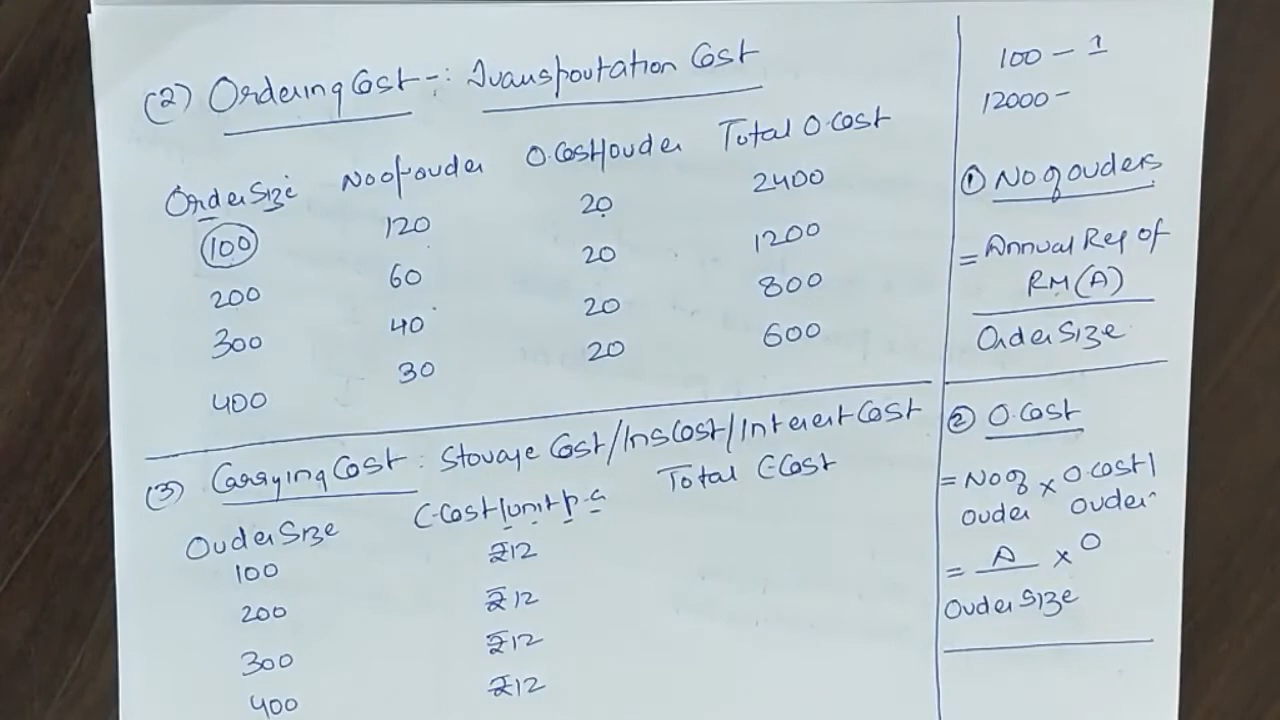 (2) Ordering Cost -: Transportation Cost
Order Size No of order O.Cost/order Total O.Cost
100 120 20 2400
200 60 20 1200
300 40 20 800
400 30 20 600
(3) Carrying Cost : Storage Cost/Ins Cost/Interest Cost
Order Size C.Cost/unit p.a Total C.Cost
100 ₹12
200 ₹12
300 ₹12
400 ₹12
100 - 1
12000 -
① No of orders
= Annual Req of
RM (A)
Order Size
② O.Cost
= No of × O.cost/
order order
= A × O
Order Size